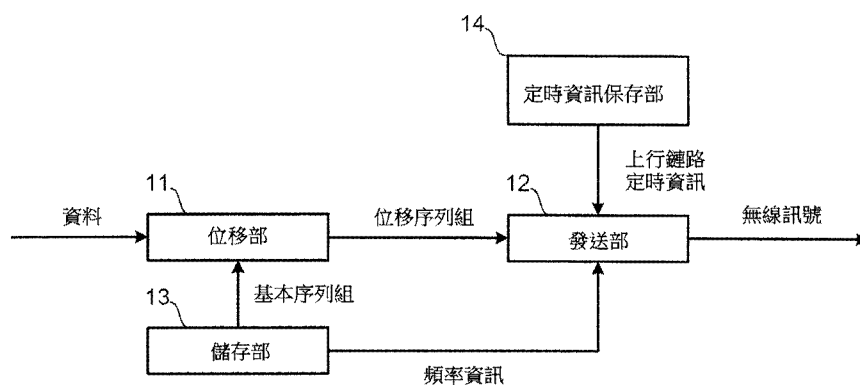 14
定時資訊保存部
上行鏈路
定時資訊
資料
11
位移部
位移序列組
12
發送部
無線訊號
13
基本序列組
儲存部
頻率資訊